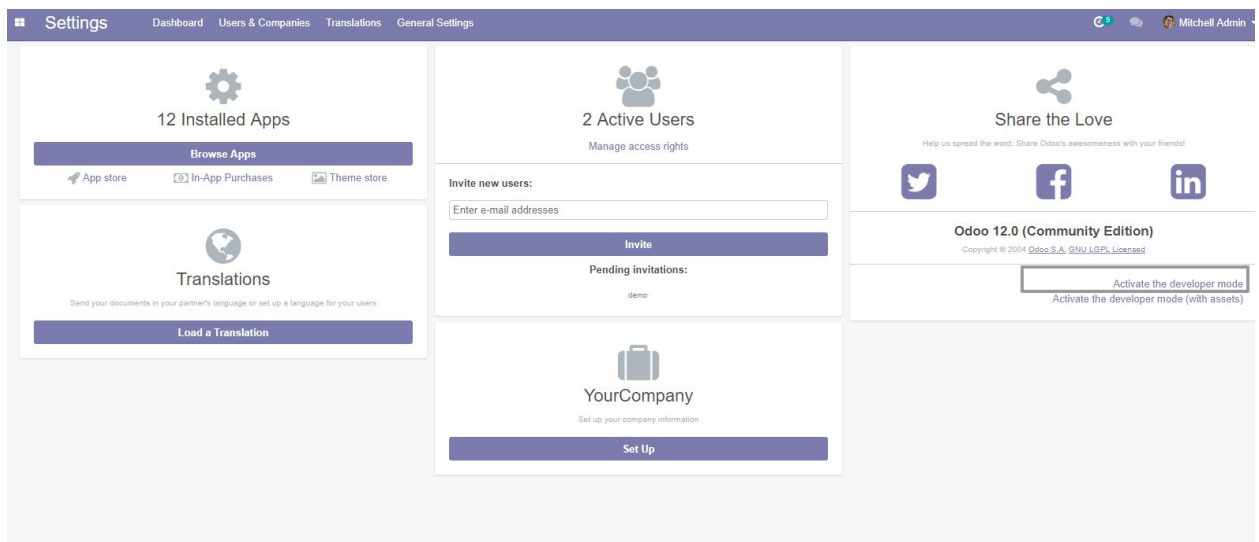 Settings Dashboard Users & Companies Translations General Settings 5 Mitchell Admin
12 Installed Apps
Browse Apps
App store In-App Purchases Theme store
Translations
Send your documents in your partner's language or set up a language for your users
Load a Translation
2 Active Users
Manage access rights
Invite new users:
Enter e-mail addresses
Invite
Pending invitations:
demo
YourCompany
Set up your company information
Set Up
Share the Love
Help us spread the word: Share Odoo's awesomeness with your friends!
Odoo 12.0 (Community Edition)
Copyright © 2004 Odoo S.A. GNU LGPL Licensed
Activate the developer mode
Activate the developer mode (with assets)